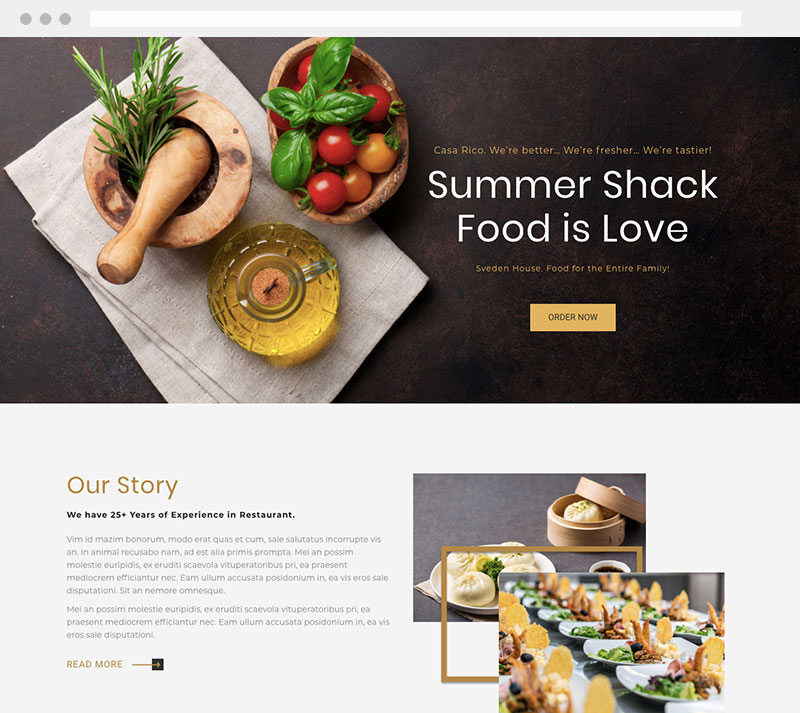 Casa Rico. We're better... We're fresher... We're tastier!
Summer Shack
Food is Love
Sveden House. Food for the Entire Family!
ORDER NOW
Our Story
We have 25+ Years of Experience in Restaurant.
Vim id mazim bonorum, modo erat quas et cum, sale salutatus incorrupte vis
an. In animal recusabo nam, ad est alia primis prompta. Mei an possim
molestie euripidis, ex eruditi scaevola vituperatoribus pri, ea praesent
mediocrem efficiantur nec. Eam ullum accusata posidonium in, ea vis eros sale
disputationi. Sit an nemore omnesque.
Mei an possim molestie euripidis, ex eruditi scaevola vituperatoribus pri, ea
praesent mediocrem efficiantur nec. Eam ullum accusata posidonium in, ea vis
eros sale disputationi.
READ MORE